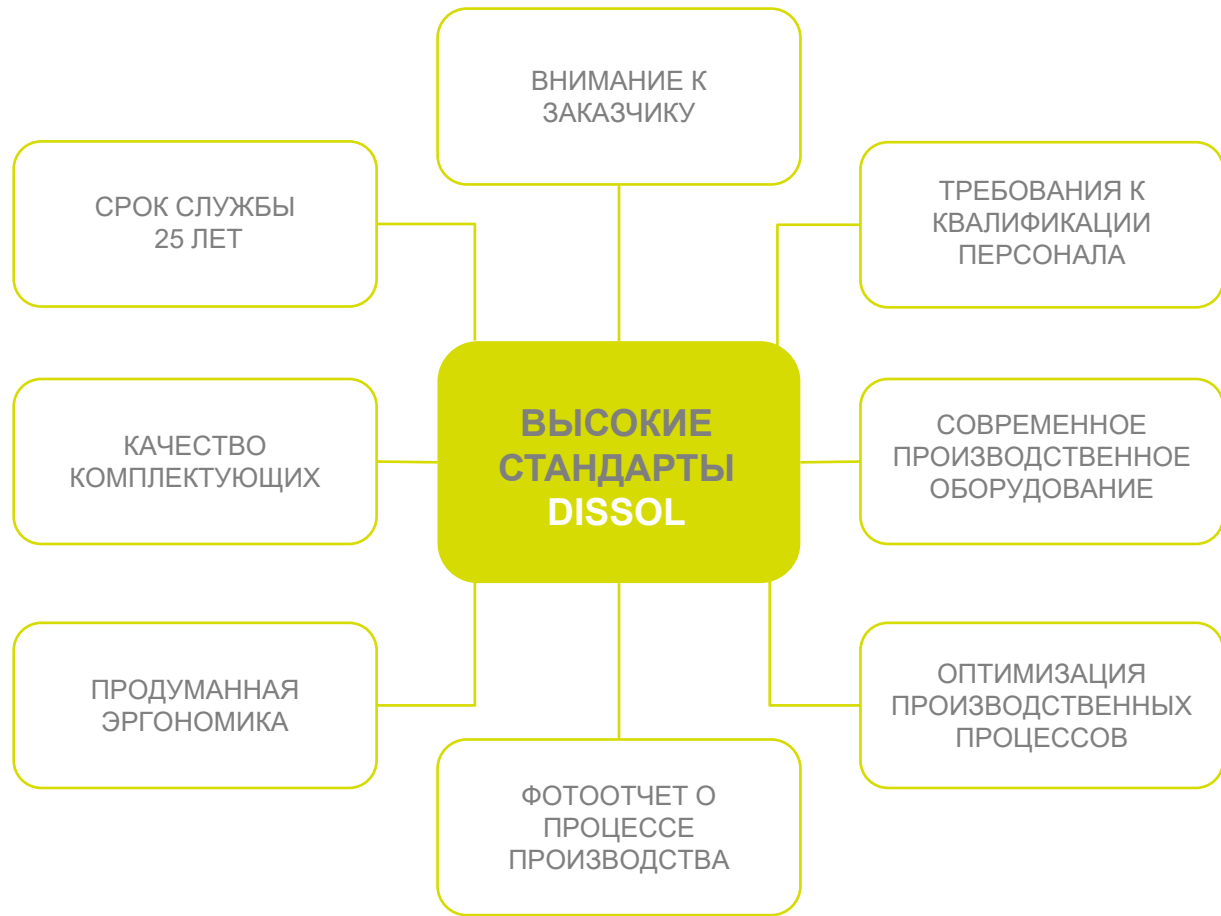 ВНИМАНИЕ К
ЗАКАЗЧИКУ
СРОК СЛУЖБЫ
25 ЛЕТ
ТРЕБОВАНИЯ К
КВАЛИФИКАЦИИ
ПЕРСОНАЛА
КАЧЕСТВО
КОМПЛЕКТУЮЩИХ
ВЫСОКИЕ
СТАНДАРТЫ
DISSOL
СОВРЕМЕННОЕ
ПРОИЗВОДСТВЕННОЕ
ОБОРУДОВАНИЕ
ПРОДУМАННАЯ
ЭРГОНОМИКА
ФОТООТЧЕТ О
ПРОЦЕССЕ
ПРОИЗВОДСТВА
ОПТИМИЗАЦИЯ
ПРОИЗВОДСТВЕННЫХ
ПРОЦЕССОВ